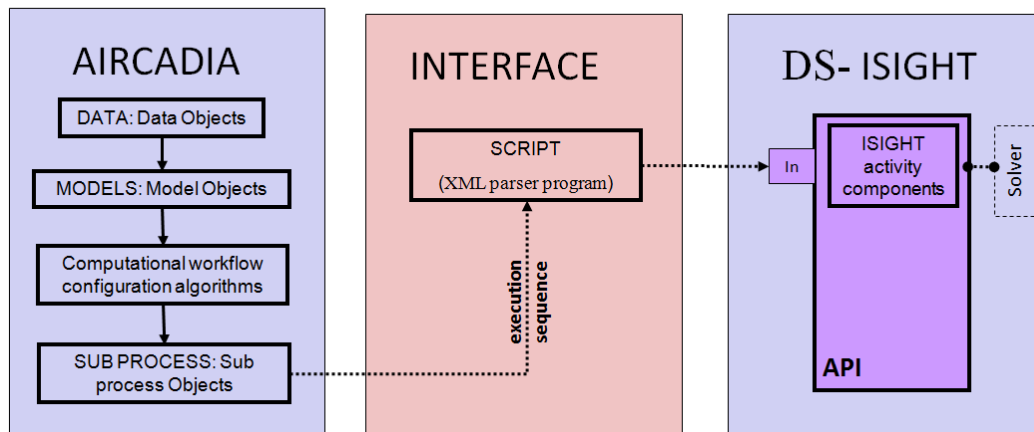 AIRCADIA
DATA: Data Objects
MODELS: Model Objects
Computational workflow
configuration algorithms
SUB PROCESS: Sub
process Objects
INTERFACE
SCRIPT
(XML parser program)
execution
sequence
DS- ISIGHT
In
ISIGHT
activity
components
Solver
API